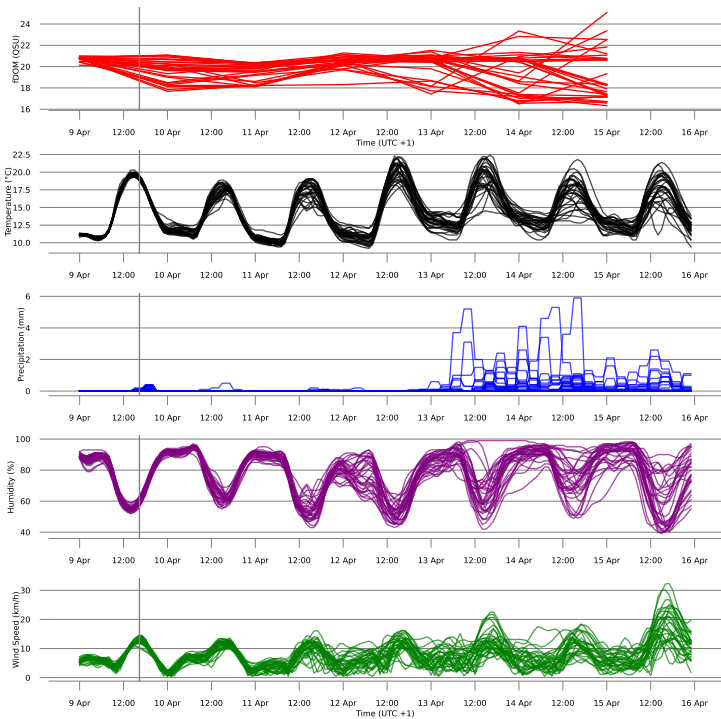 fDOM (QSU)
24
22
20
18
16
9 Apr 12:00 10 Apr 12:00 11 Apr 12:00 12 Apr 12:00 13 Apr 12:00 14 Apr 12:00 15 Apr 12:00 16 Apr
Time (UTC +1)
Temperature (°C)
22.5
20.0
17.5
15.0
12.5
10.0
9 Apr 12:00 10 Apr 12:00 11 Apr 12:00 12 Apr 12:00 13 Apr 12:00 14 Apr 12:00 15 Apr 12:00 16 Apr
Precipitation (mm)
6
4
2
0
9 Apr 12:00 10 Apr 12:00 11 Apr 12:00 12 Apr 12:00 13 Apr 12:00 14 Apr 12:00 15 Apr 12:00 16 Apr
Humidity (%)
100
80
60
40
9 Apr 12:00 10 Apr 12:00 11 Apr 12:00 12 Apr 12:00 13 Apr 12:00 14 Apr 12:00 15 Apr 12:00 16 Apr
Wind Speed (km/h)
30
20
10
0
9 Apr 12:00 10 Apr 12:00 11 Apr 12:00 12 Apr 12:00 13 Apr 12:00 14 Apr 12:00 15 Apr 12:00 16 Apr
Time (UTC +1)